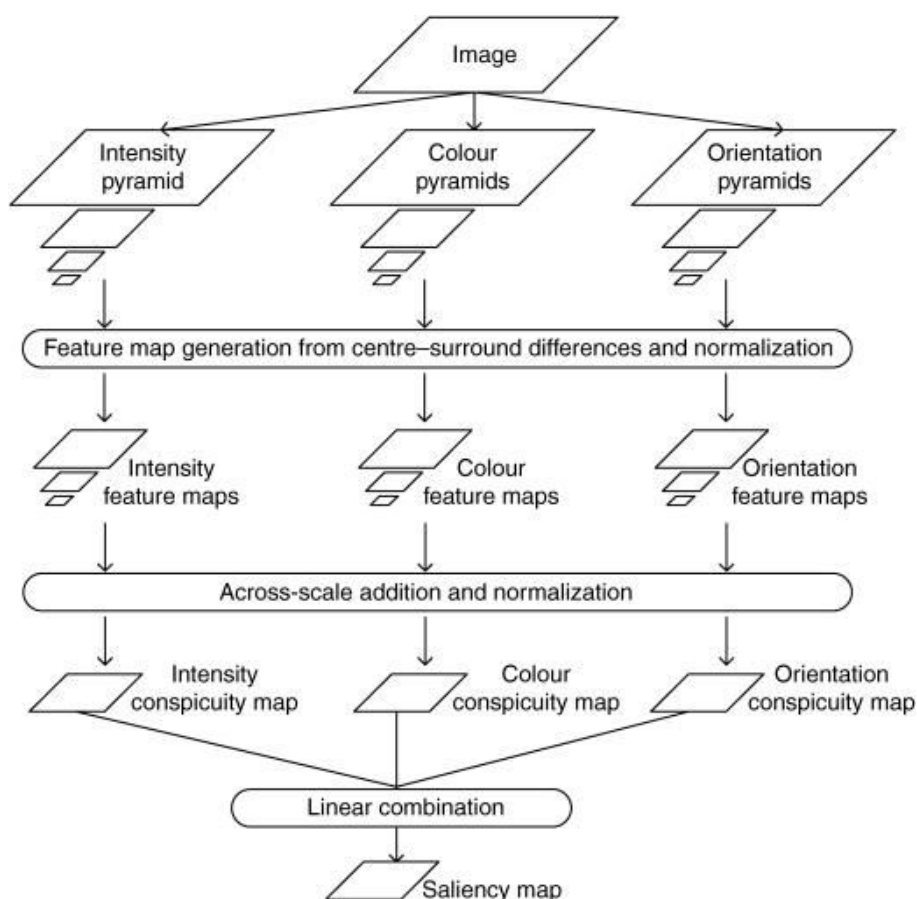 Image
Intensity
pyramid
Colour
pyramids
Orientation
pyramids
Feature map generation from centre–surround differences and normalization
Intensity
feature maps
Colour
feature maps
Orientation
feature maps
Across-scale addition and normalization
Intensity
conspicuity map
Colour
conspicuity map
Orientation
conspicuity map
Linear combination
Saliency map